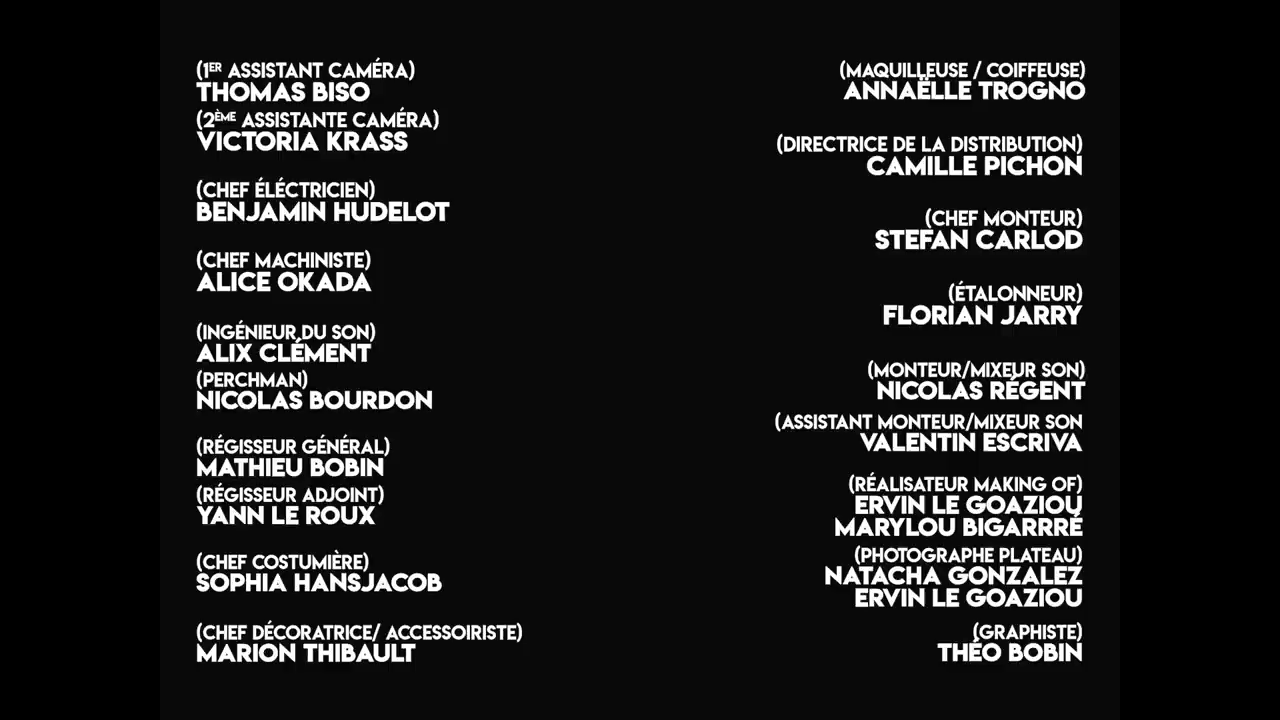 (1ER ASSISTANT CAMÉRA)
THOMAS BISO
(2ÈME ASSISTANTE CAMÉRA)
VICTORIA KRASS
(CHEF ÉLÉCTRICIEN)
BENJAMIN HUDELOT
(CHEF MACHINISTE)
ALICE OKADA
(INGÉNIEUR DU SON)
ALIX CLÉMENT
(PERCHMAN)
NICOLAS BOURDON
(RÉGISSEUR GÉNÉRAL)
MATHIEU BOBIN
(RÉGISSEUR ADJOINT)
YANN LE ROUX
(CHEF COSTUMIÈRE)
SOPHIA HANSJACOB
(CHEF DÉCORATRICE/ ACCESSOIRISTE)
MARION THIBAULT
(MAQUILLEUSE / COIFFEUSE)
ANNAËLLE TROGNO
(DIRECTRICE DE LA DISTRIBUTION)
CAMILLE PICHON
(CHEF MONTEUR)
STEFAN CARLOD
(ÉTALONNEUR)
FLORIAN JARRY
(MONTEUR/MIXEUR SON)
NICOLAS RÉGENT
(ASSISTANT MONTEUR/MIXEUR SON
VALENTIN ESCRIVA
(RÉALISATEUR MAKING OF)
ERVIN LE GOAZIOU
MARYLOU BIGARRRÉ
(PHOTOGRAPHE PLATEAU)
NATACHA GONZALEZ
ERVIN LE GOAZIOU
(GRAPHISTE)
THÉO BOBIN